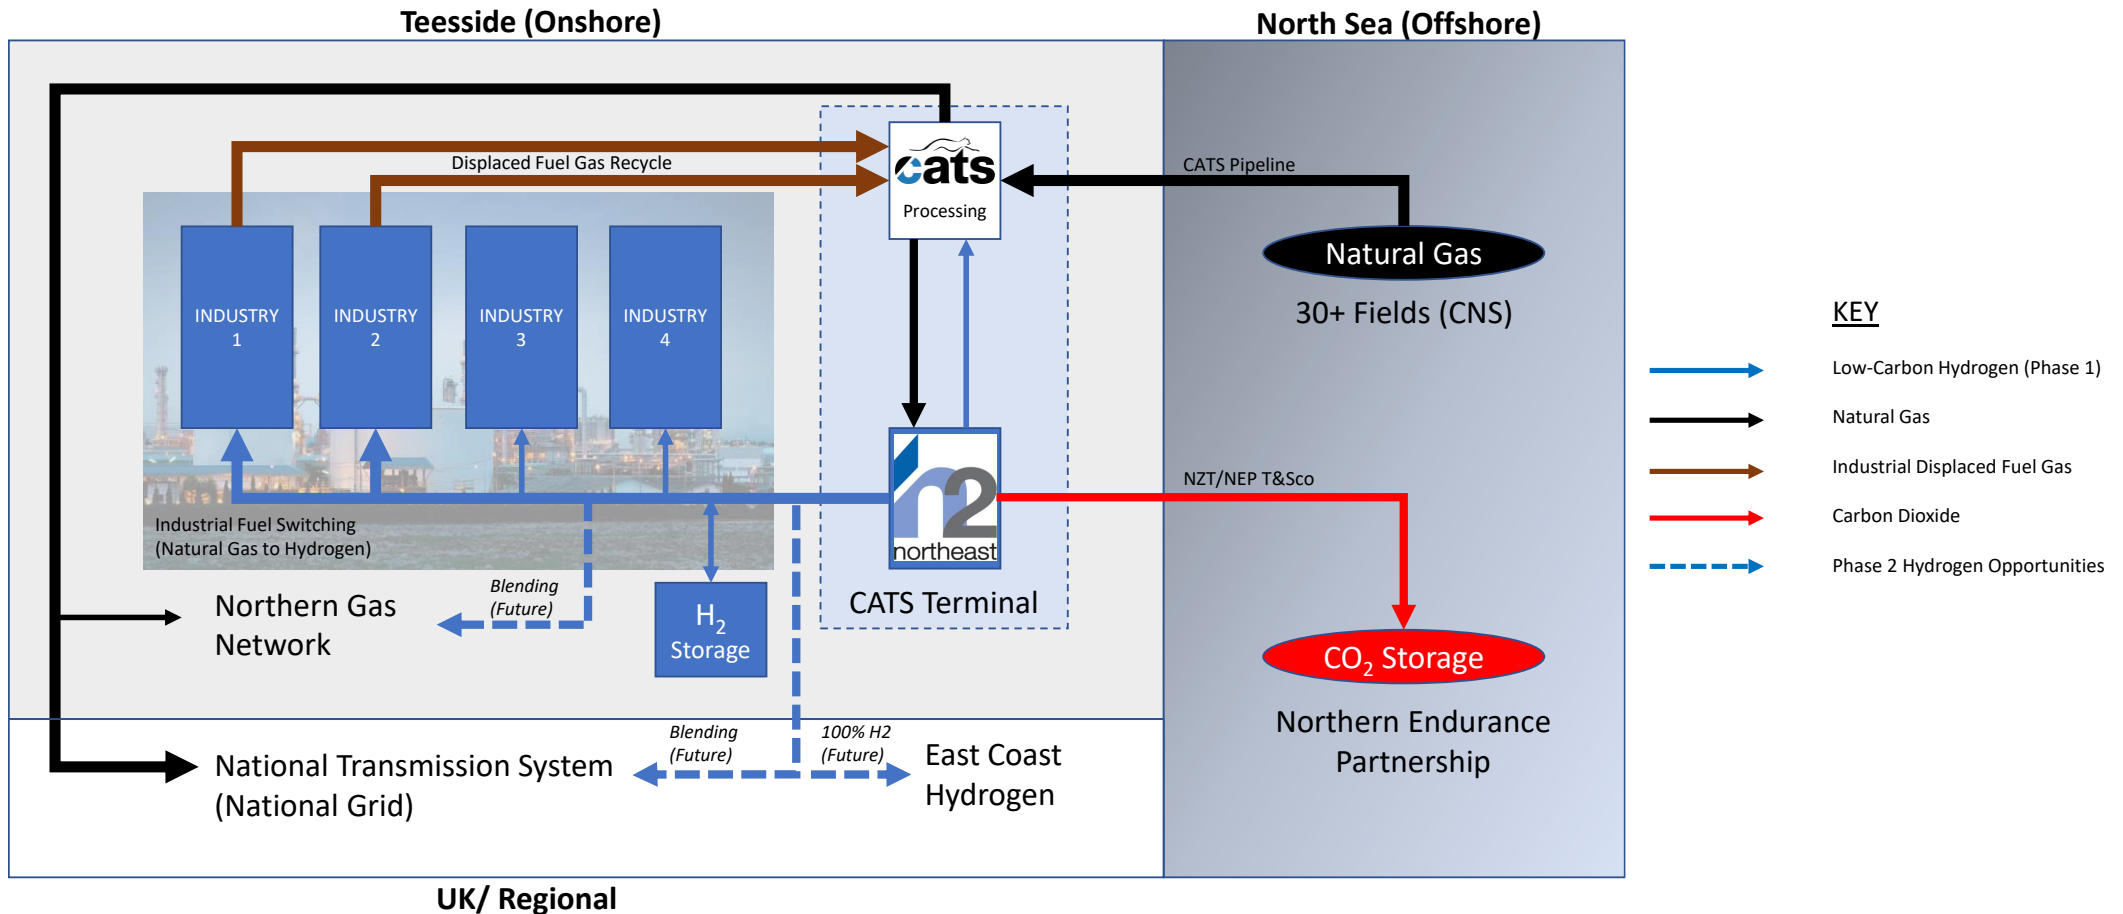 Teesside (Onshore)
North Sea (Offshore)
Displaced Fuel Gas Recycle
cats
Processing
CATS Pipeline
Natural Gas
30+ Fields (CNS)
INDUSTRY
1
INDUSTRY
2
INDUSTRY
3
INDUSTRY
4
Industrial Fuel Switching
(Natural Gas to Hydrogen)
h2
northeast
CATS Terminal
NZT/NEP T&Sco
CO₂ Storage
Northern Endurance
Partnership
Northern Gas
Network
Blending
(Future)
H₂
Storage
National Transmission System
(National Grid)
Blending
(Future)
100% H2
(Future)
East Coast
Hydrogen
UK/ Regional
KEY
Low-Carbon Hydrogen (Phase 1)
Natural Gas
Industrial Displaced Fuel Gas
Carbon Dioxide
Phase 2 Hydrogen Opportunities